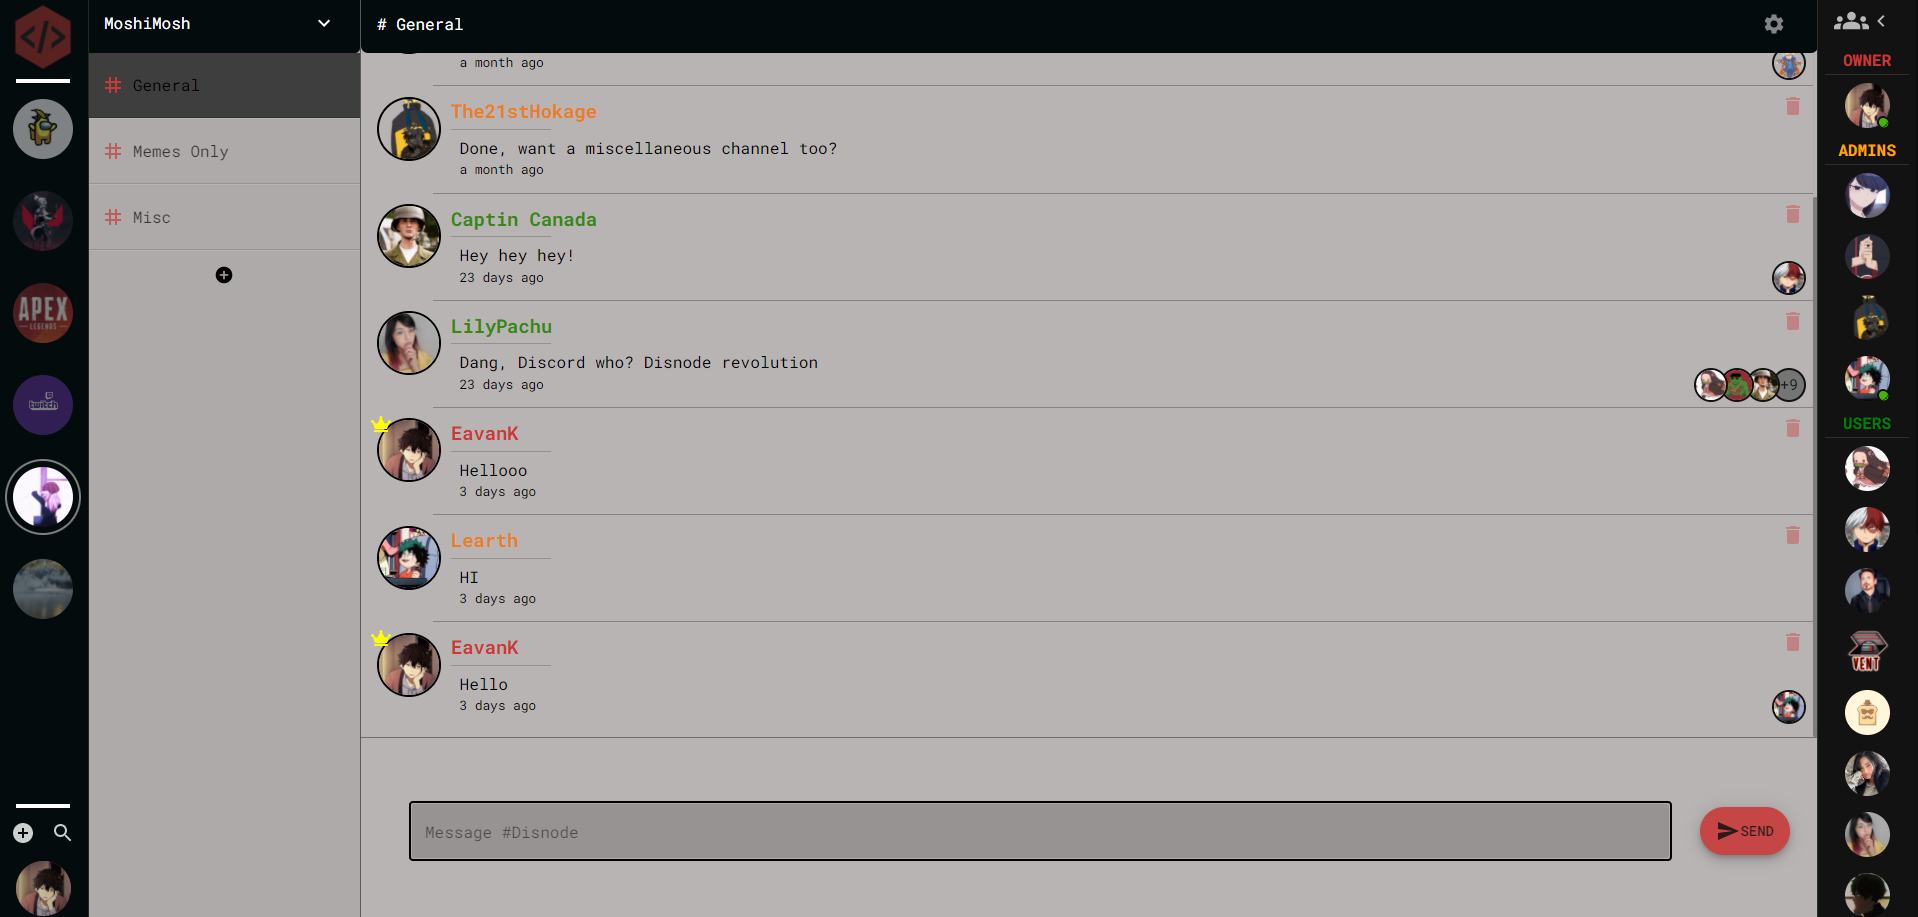 </>
APEX
LEGENDS
twitch
MoshiMosh
General
Memes Only
Misc
# General
a month ago
The21stHokage
Done, want a miscellaneous channel too?
a month ago
Captin Canada
Hey hey hey!
23 days ago
LilyPachu
Dang, Discord who? Disnode revolution
23 days ago
+9
EavanK
Hellooo
3 days ago
Learth
HI
3 days ago
EavanK
Hello
3 days ago
Message #Disnode
SEND
OWNER
ADMINS
USERS
VENT